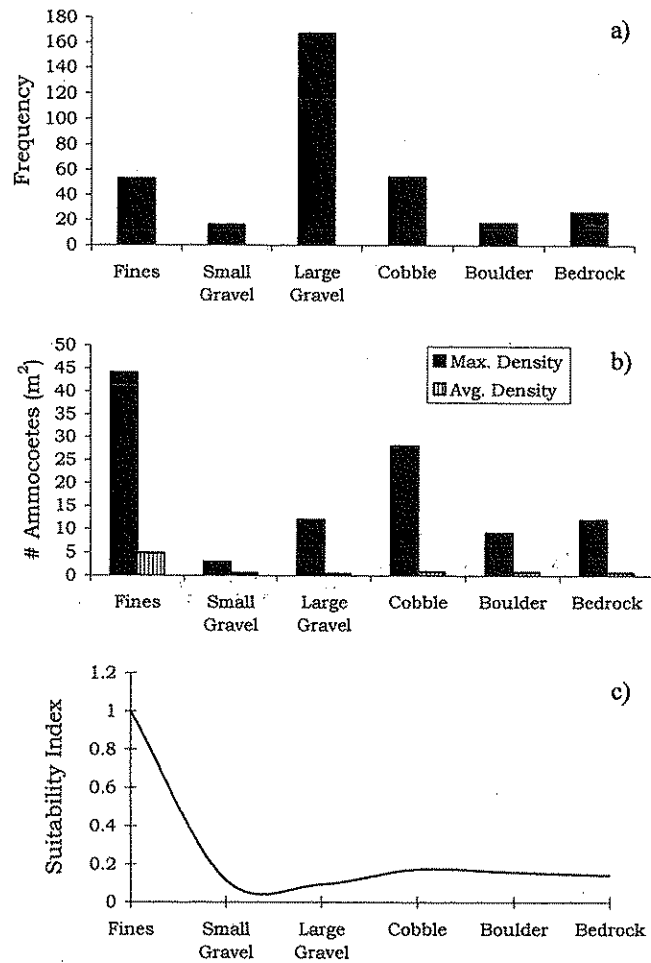 a)
Frequency
180
160
140
120
100
80
60
40
20
0
Fines
Small
Gravel
Large
Gravel
Cobble
Boulder
Bedrock
b)
# Ammocoetes (m²)
50
45
40
35
30
25
20
15
10
5
0
Max. Density
Avg. Density
Fines
Small
Gravel
Large
Gravel
Cobble
Boulder
Bedrock
c)
Suitability Index
1.2
1
0.8
0.6
0.4
0.2
0
Fines
Small
Gravel
Large
Gravel
Cobble
Boulder
Bedrock